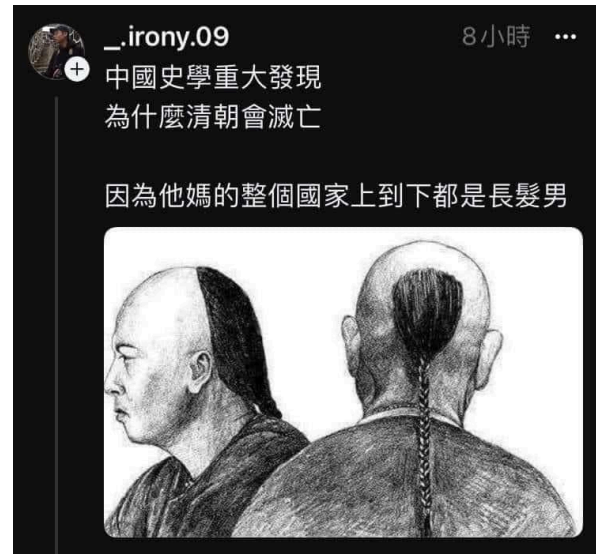 _.irony.09
8小時
中國史學重大發現
為什麼清朝會滅亡
因為他媽的整個國家上到下都是長髮男